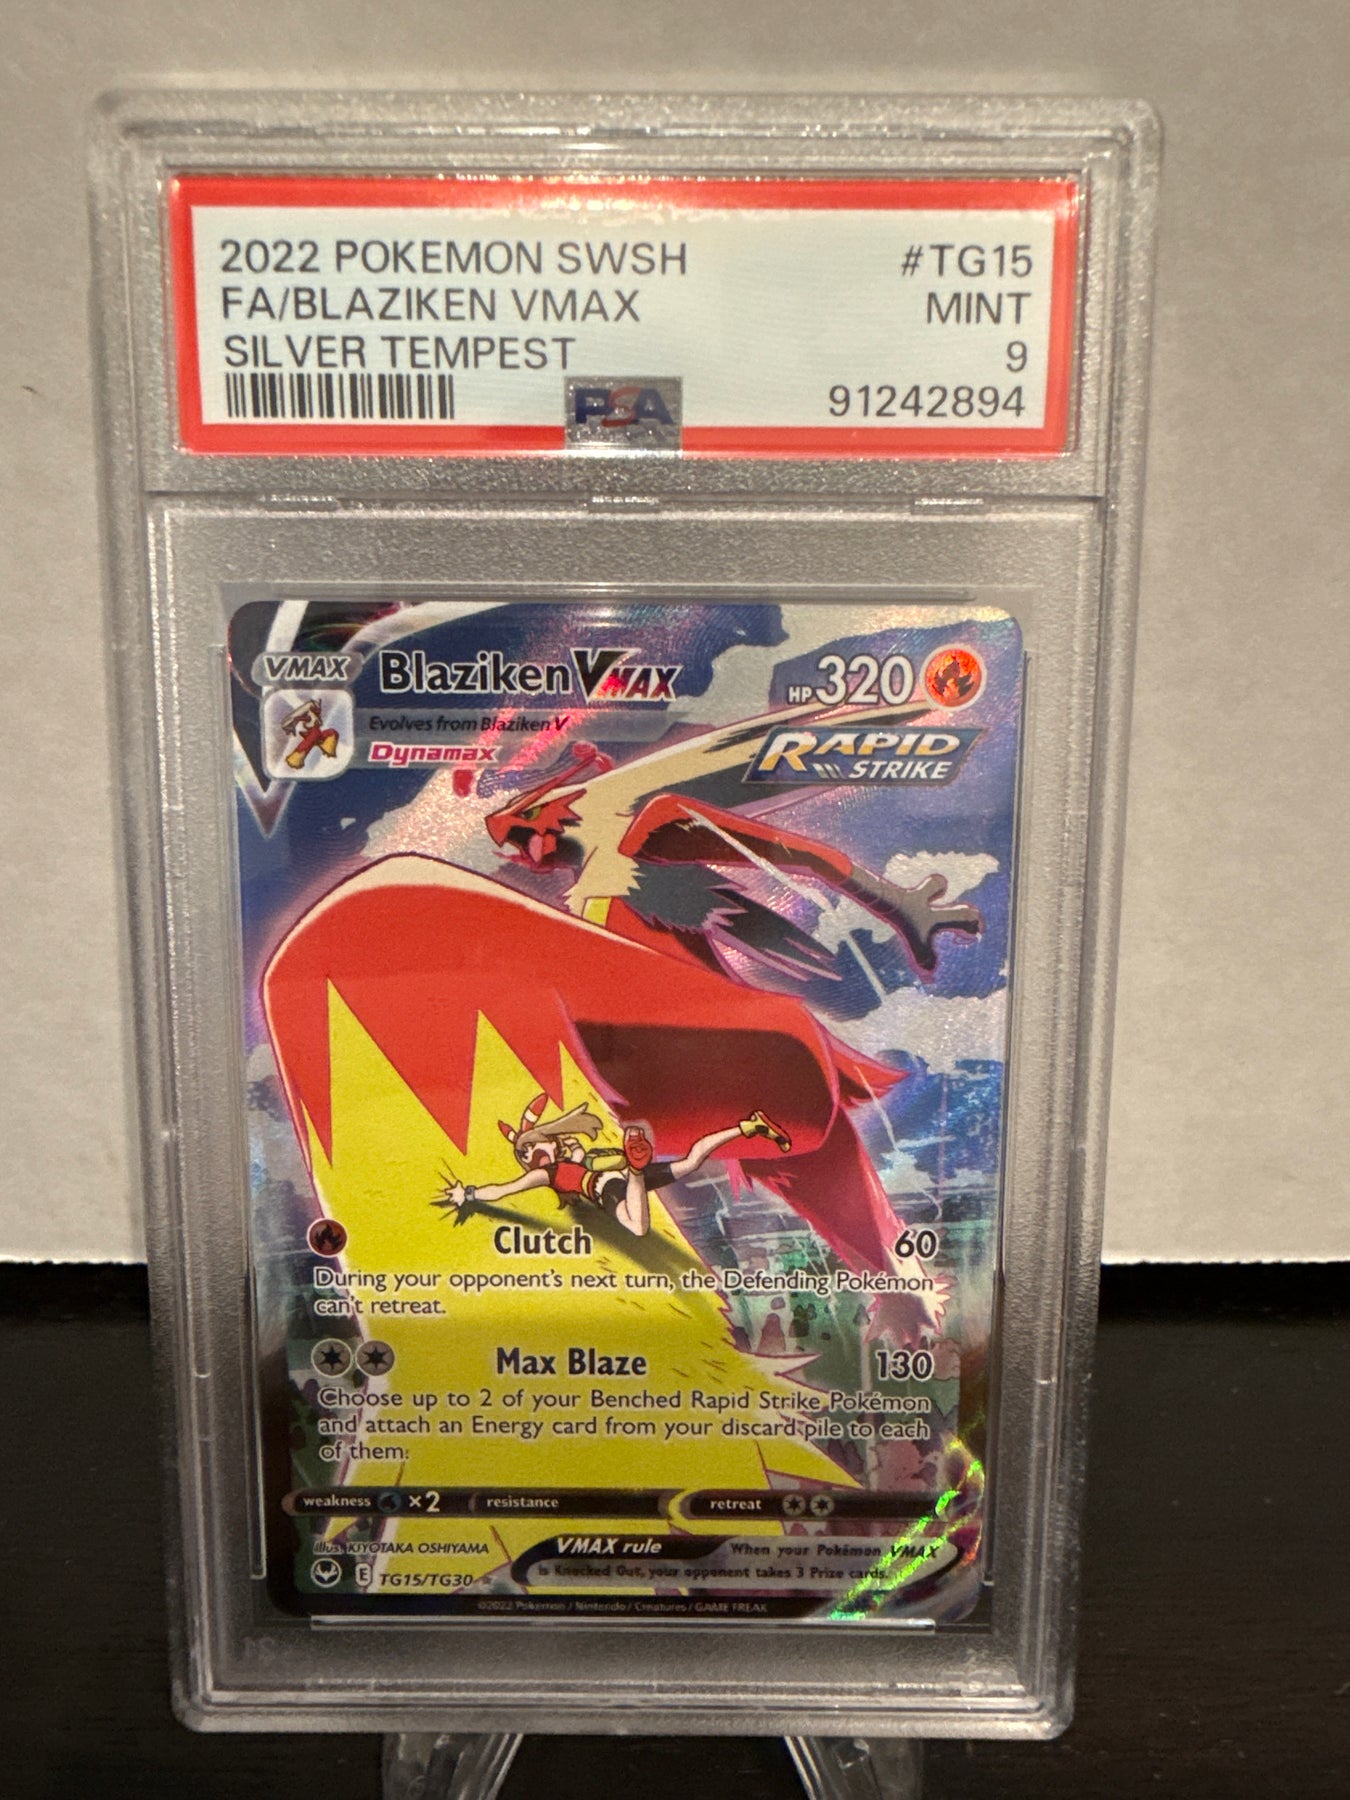 2022 POKEMON SWSH #TG15
FA/BLAZIKEN VMAX MINT
SILVER TEMPEST 9
PSA 91242894
VMAX Blaziken VMAX HP 320
Evolves from Blaziken V
Dynamax
RAPID
STRIKE
Clutch 60
During your opponent's next turn, the Defending Pokémon
can't retreat.
Max Blaze 130
Choose up to 2 of your Benched Rapid Strike Pokémon
and attach an Energy card from your discard pile to each
of them.
weakness ×2 resistance retreat
illus. KIYOTAKA OSHIYAMA
VMAX rule When your Pokémon VMAX
is Knocked Out, your opponent takes 3 Prize cards.
E TG15/TG30
©2022 Pokémon / Nintendo / Creatures / GAME FREAK